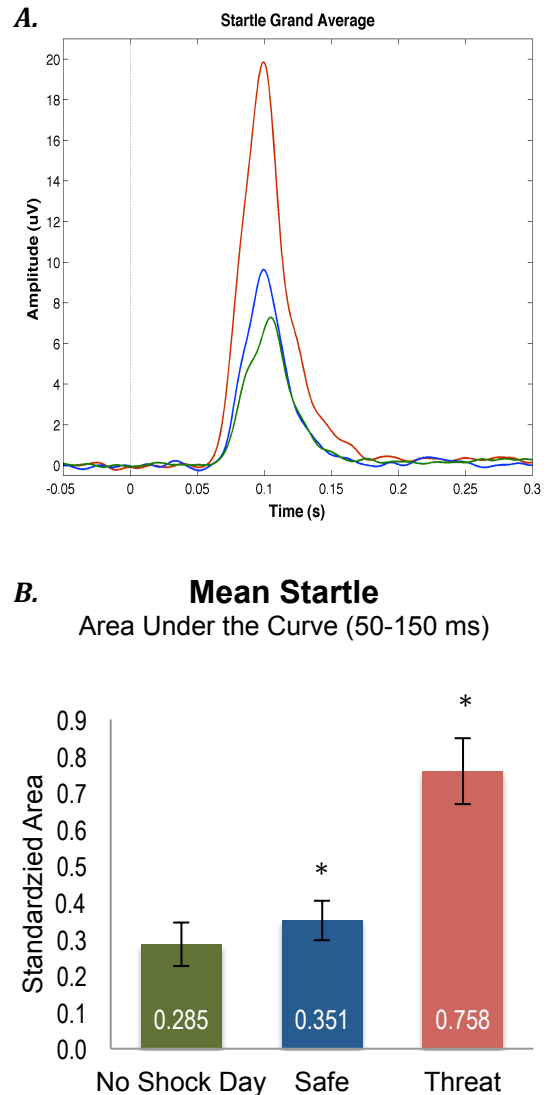 A.
Startle Grand Average
Amplitude (uV)
20
18
16
14
12
10
8
6
4
2
0
-0.05 0 0.05 0.1 0.15 0.2 0.25 0.3
Time (s)
B.
Mean Startle
Area Under the Curve (50-150 ms)
Standardzied Area
0.9
0.8
0.7
0.6
0.5
0.4
0.3
0.2
0.1
0.0
*
*
0.285 0.351 0.758
No Shock Day Safe Threat